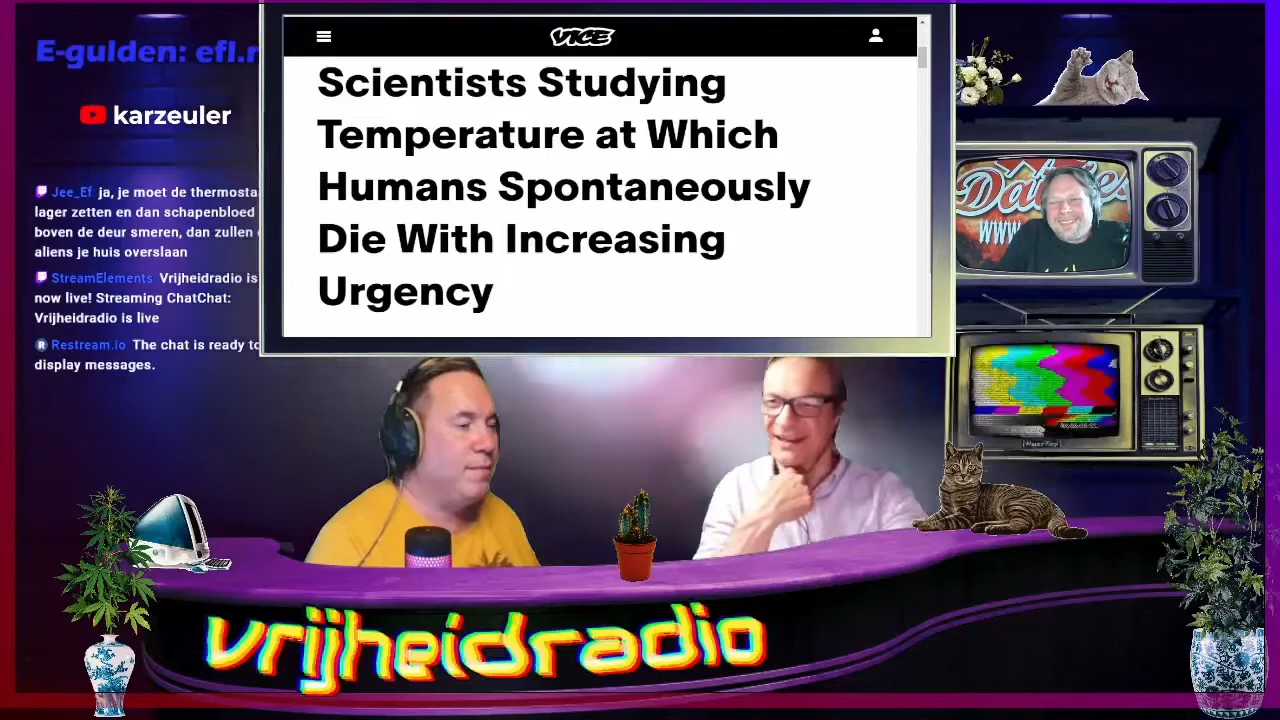 E-gulden: efl.r
karzeuler
Jee_Ef ja, je moet de thermosta
lager zetten en dan schapenbloed
boven de deur smeren, dan zullen
aliens je huis overslaan
StreamElements Vrijheidradio is
now live! Streaming ChatChat:
Vrijheidradio is live
Restream.io The chat is ready to
display messages.
VICE
Scientists Studying
Temperature at Which
Humans Spontaneously
Die With Increasing
Urgency
WWW
vrijheidradio